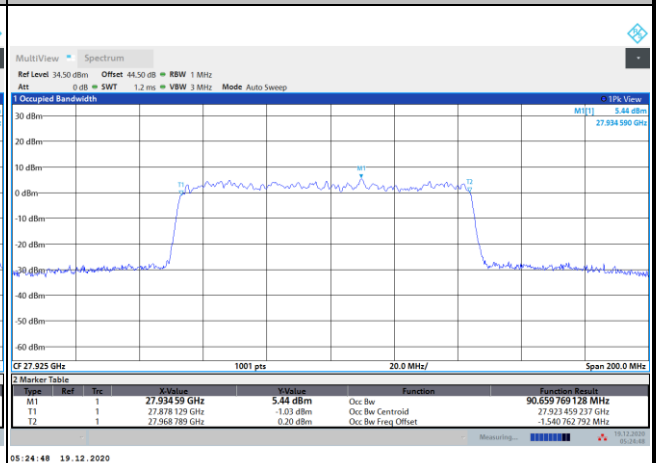 MultiView Spectrum
Ref Level 34.50 dBm Offset 44.50 dB RBW 1 MHz
Att 0 dB SWT 1.2 ms VBW 3 MHz Mode Auto Sweep
1 Occupied Bandwidth 1Pk View
M1[1] 5.44 dBm
27.934 590 GHz
30 dBm
20 dBm
10 dBm
M1
T1
T2
0 dBm
-10 dBm
-20 dBm
-30 dBm
-40 dBm
-50 dBm
-60 dBm
CF 27.925 GHz 1001 pts 20.0 MHz/ Span 200.0 MHz
2 Marker Table
Type Ref Trc X-Value Y-Value Function Function Result
M1 1 27.934 59 GHz 5.44 dBm Occ Bw 90.659 769 128 MHz
T1 1 27.878 129 GHz -1.03 dBm Occ Bw Centroid 27.923 459 237 GHz
T2 1 27.968 789 GHz 0.20 dBm Occ Bw Freq Offset -1.540 762 792 MHz
Measuring... 19.12.2020
05:24:48
05:24:48 19.12.2020